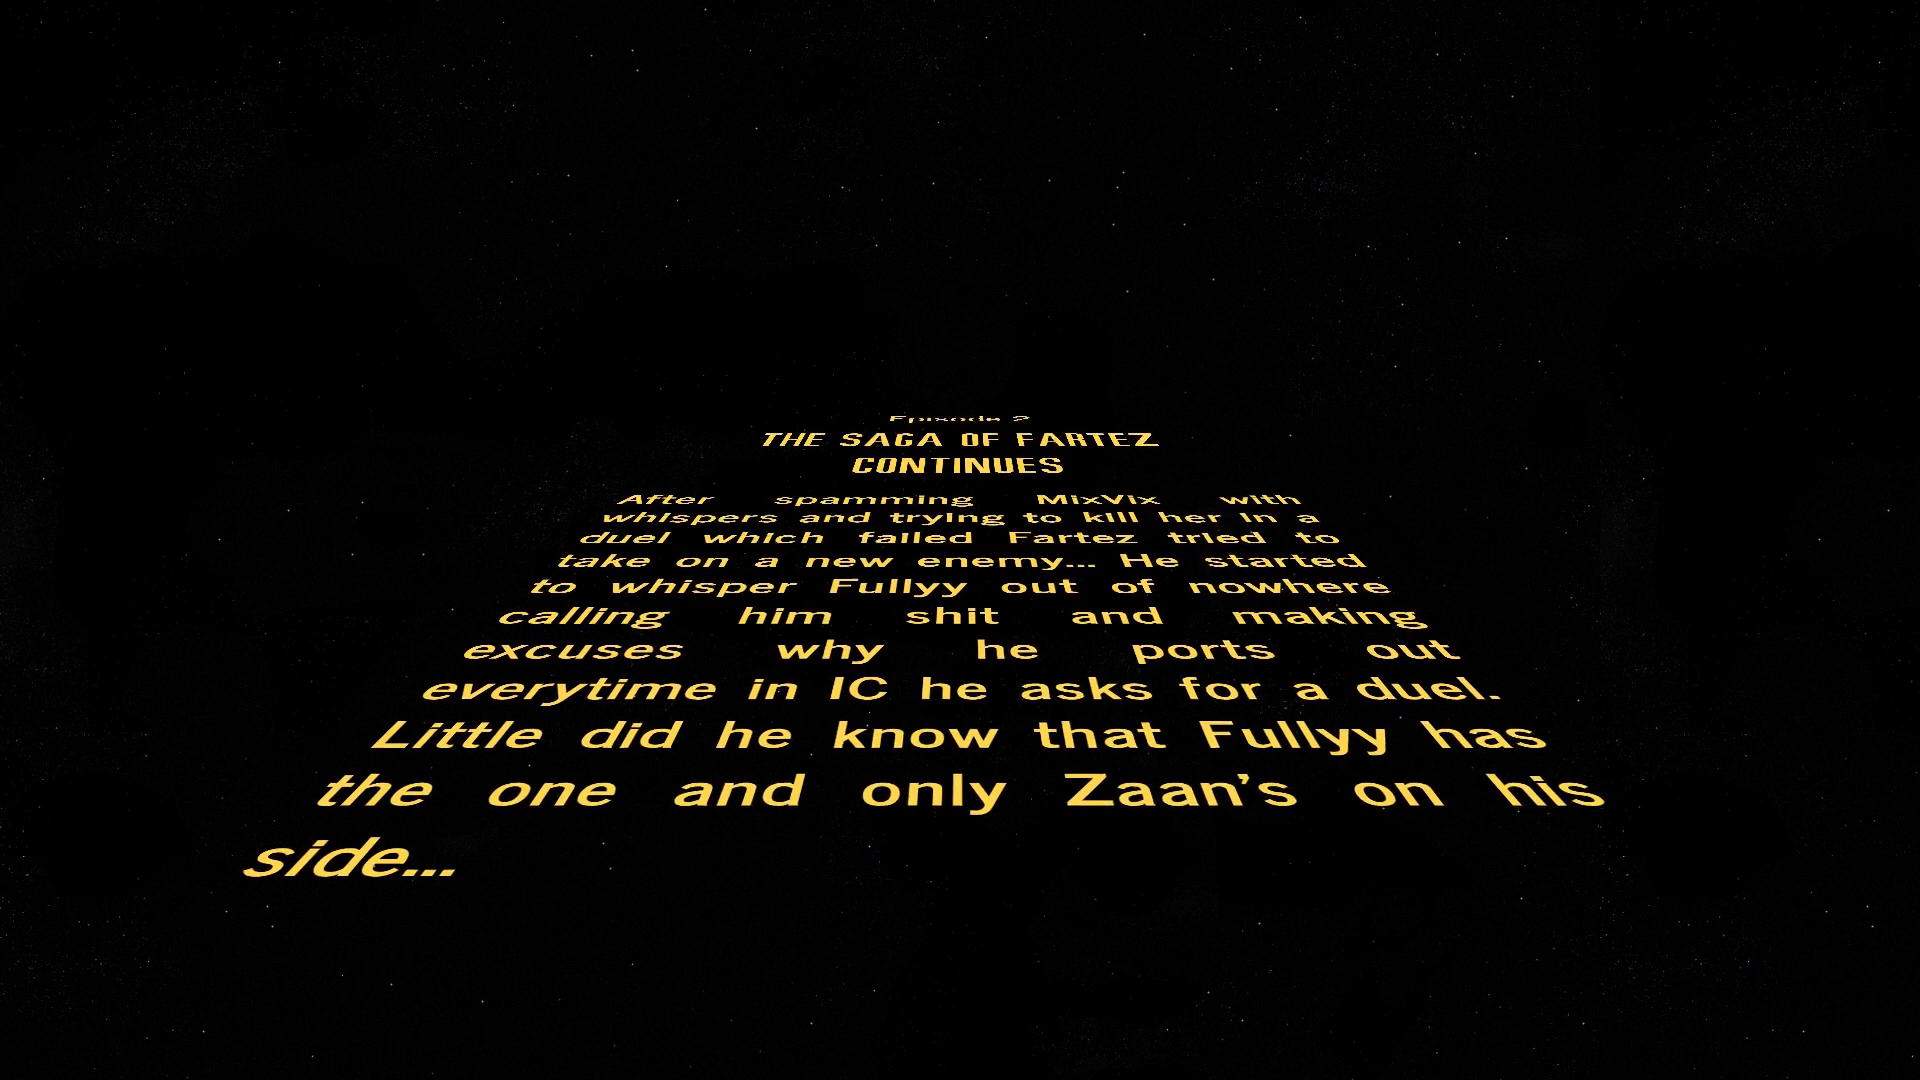 Episode 2
THE SAGA OF FARTEZ
CONTINUES
After spamming MixVix with
whispers and trying to kill her in a
duel which failed Fartez tried to
take on a new enemy... He started
to whisper Fullyy out of nowhere
calling him shit and making
excuses why he ports out
everytime in IC he asks for a duel.
Little did he know that Fullyy has
the one and only Zaan's on his
side...